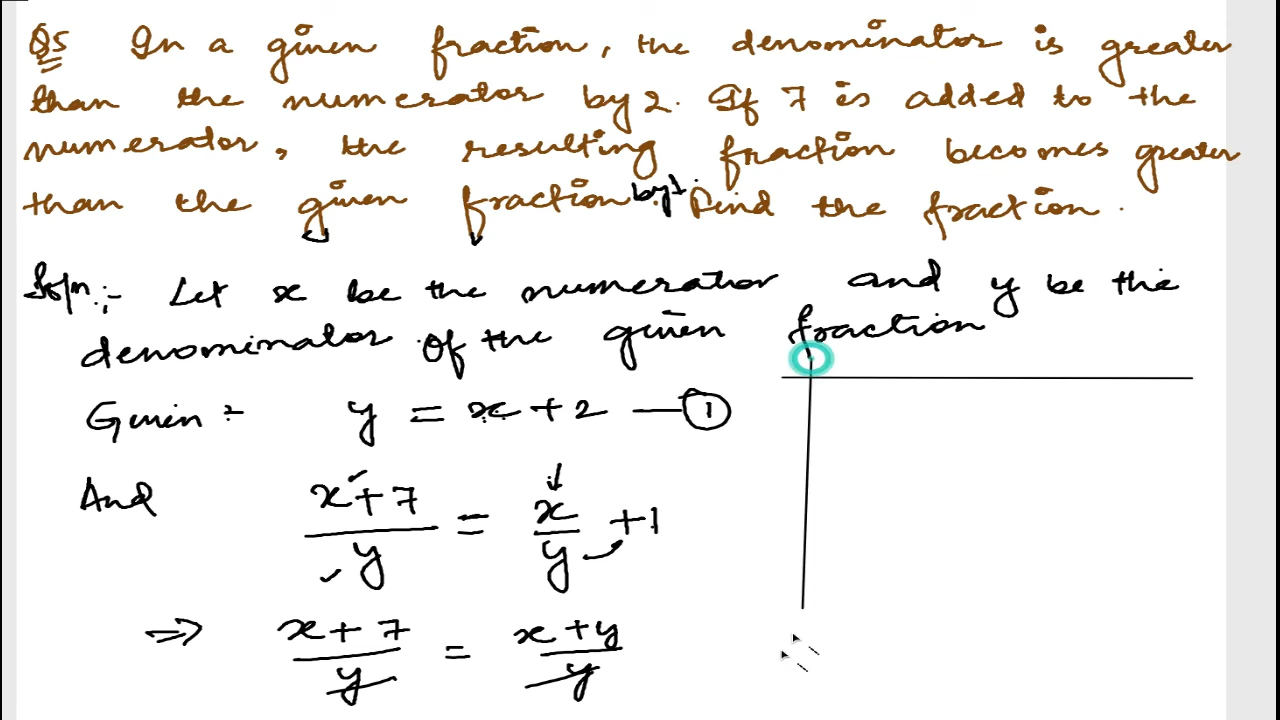 Q5 In a given fraction, the denominator is greater
than the numerator by 2. If 7 is added to the
numerator, the resulting fraction becomes greater
than the given fraction by 1. Find the fraction.
Soln:- Let x be the numerator and y be the
denominator of the given fraction
Given :- y = x + 2 — ①
And (x + 7)/y = x/y + 1
⇒ (x + 7)/y = (x + y)/y